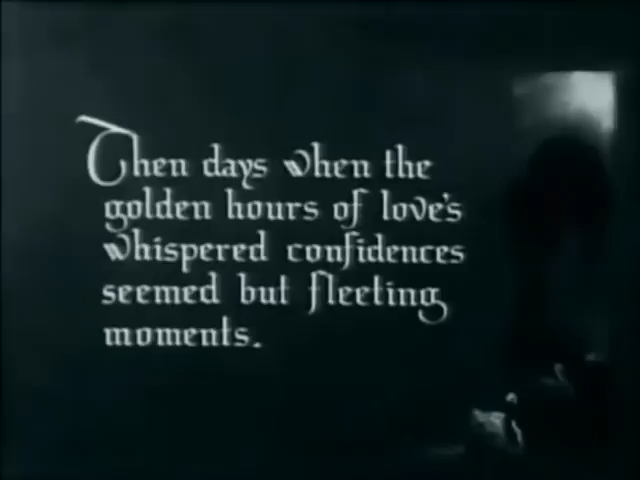 Then days when the
golden hours of love's
whispered confidences
seemed but fleeting
moments.